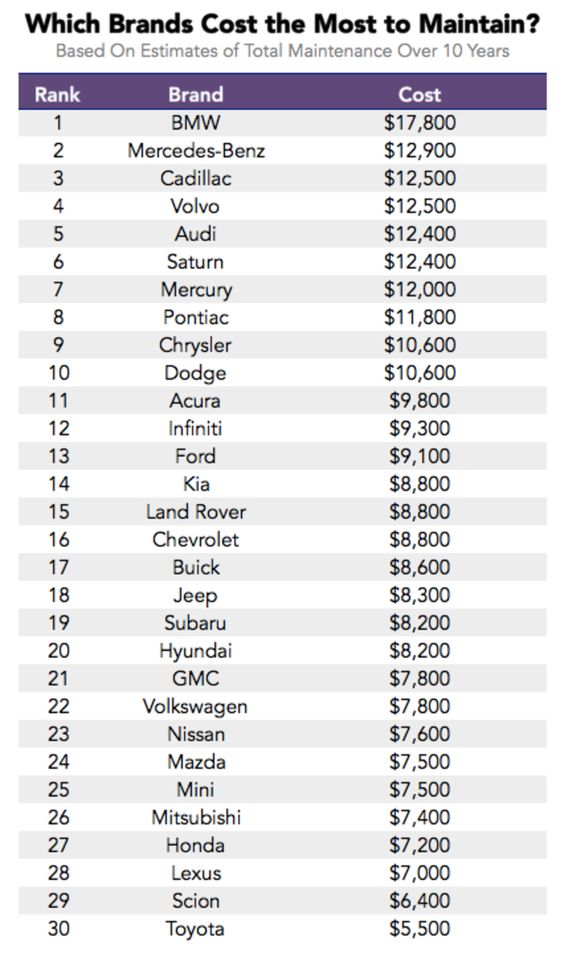 Which Brands Cost the Most to Maintain?
Based On Estimates of Total Maintenance Over 10 Years
Rank Brand Cost
1 BMW $17,800
2 Mercedes-Benz $12,900
3 Cadillac $12,500
4 Volvo $12,500
5 Audi $12,400
6 Saturn $12,400
7 Mercury $12,000
8 Pontiac $11,800
9 Chrysler $10,600
10 Dodge $10,600
11 Acura $9,800
12 Infiniti $9,300
13 Ford $9,100
14 Kia $8,800
15 Land Rover $8,800
16 Chevrolet $8,800
17 Buick $8,600
18 Jeep $8,300
19 Subaru $8,200
20 Hyundai $8,200
21 GMC $7,800
22 Volkswagen $7,800
23 Nissan $7,600
24 Mazda $7,500
25 Mini $7,500
26 Mitsubishi $7,400
27 Honda $7,200
28 Lexus $7,000
29 Scion $6,400
30 Toyota $5,500